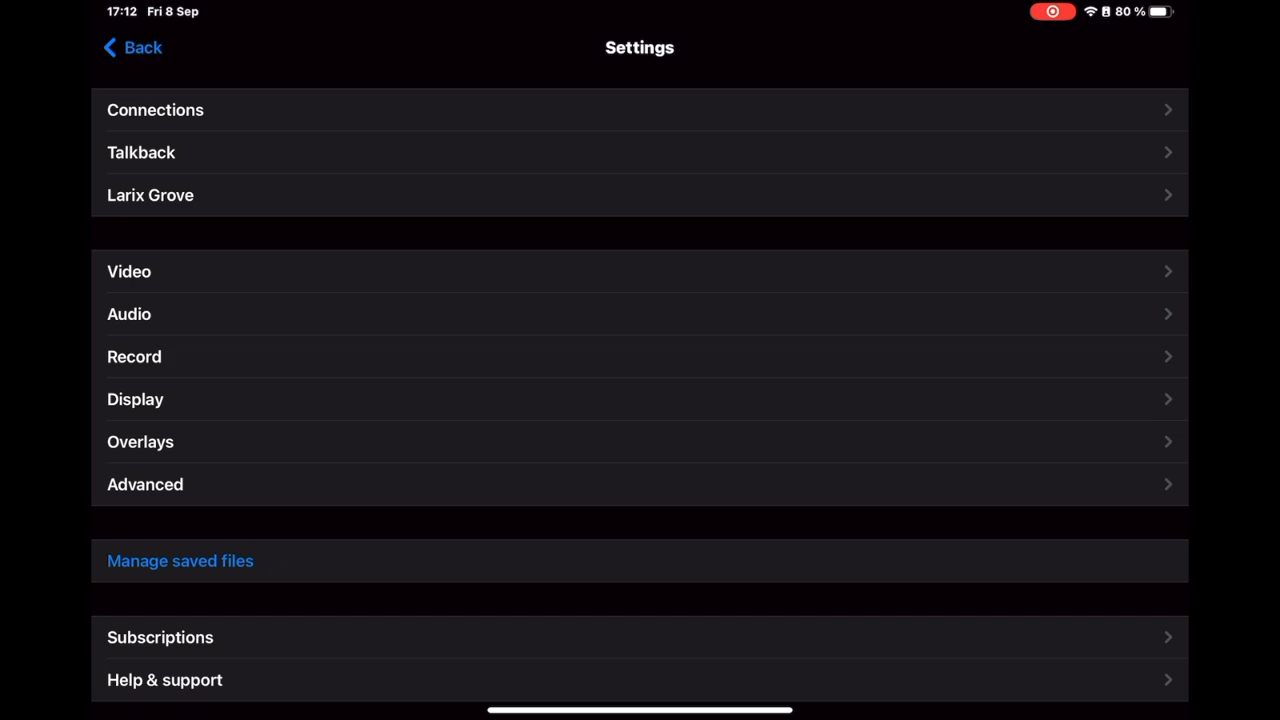 17:12 Fri 8 Sep 80 %
Back
Settings
Connections
Talkback
Larix Grove
Video
Audio
Record
Display
Overlays
Advanced
Manage saved files
Subscriptions
Help & support